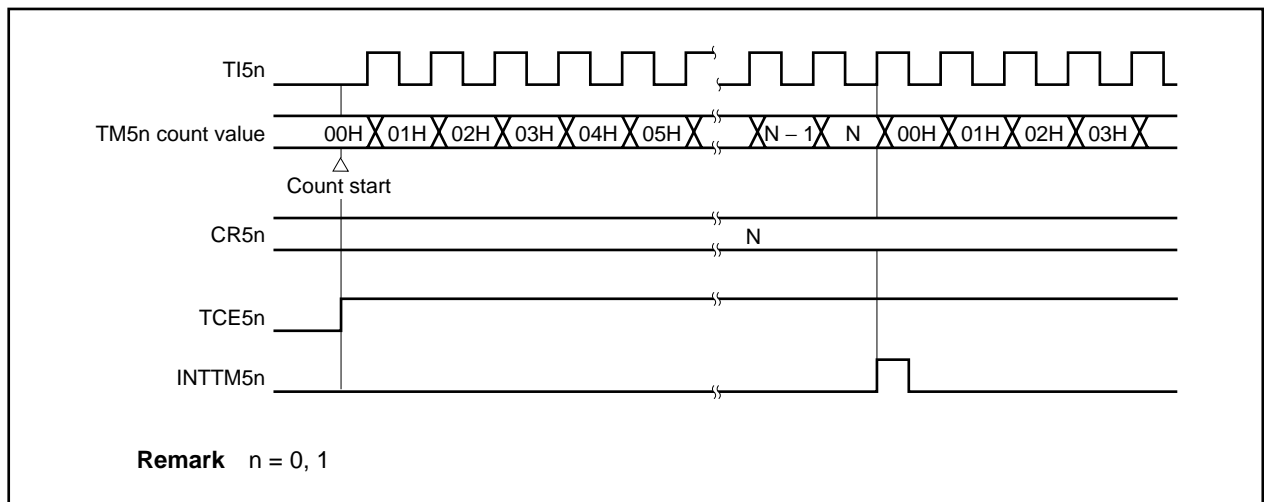 TI5n
TM5n count value 00H 01H 02H 03H 04H 05H N − 1 N 00H 01H 02H 03H
Count start
CR5n N
TCE5n
INTTM5n
Remark n = 0, 1